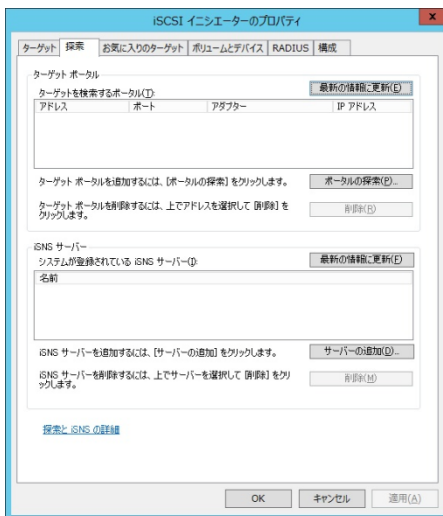 iSCSI イニシエーターのプロパティ
ターゲット 探索 お気に入りのターゲット ボリュームとデバイス RADIUS 構成
ターゲット ポータル
最新の情報に更新(E)
ターゲットを検索するポータル(T):
アドレス ポート アダプター IP アドレス
ターゲット ポータルを追加するには、[ポータルの探索] をクリックします。 ポータルの探索(P)...
ターゲット ポータルを削除するには、上でアドレスを選択して [削除] を
クリックします。
削除(R)
iSNS サーバー
システムが登録されている iSNS サーバー(I): 最新の情報に更新(F)
名前
iSNS サーバーを追加するには、[サーバーの追加] をクリックします。 サーバーの追加(D)...
iSNS サーバーを削除するには、上でサーバーを選択して [削除] をクリ
ックします。
削除(M)
探索と iSNS の詳細
OK キャンセル 適用(A)